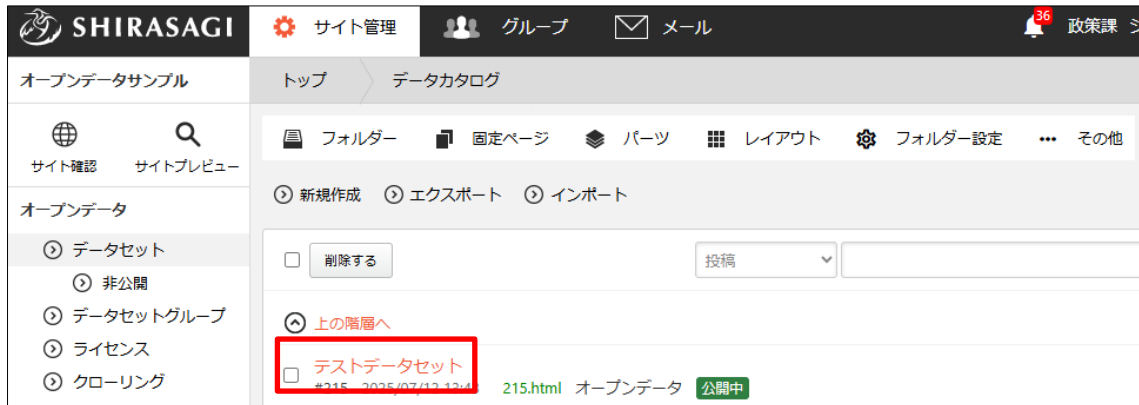 SHIRASAGI サイト管理 グループ メール 36 政策課
オープンデータサンプル トップ データカタログ
フォルダー 固定ページ パーツ レイアウト フォルダー設定 ••• その他
サイト確認 サイトプレビュー
新規作成 エクスポート インポート
オープンデータ
データセット
削除する 投稿
非公開
データセットグループ
上の階層へ
ライセンス
テストデータセット
クローリング
#215 2025/07/12 215.html オープンデータ 公開中